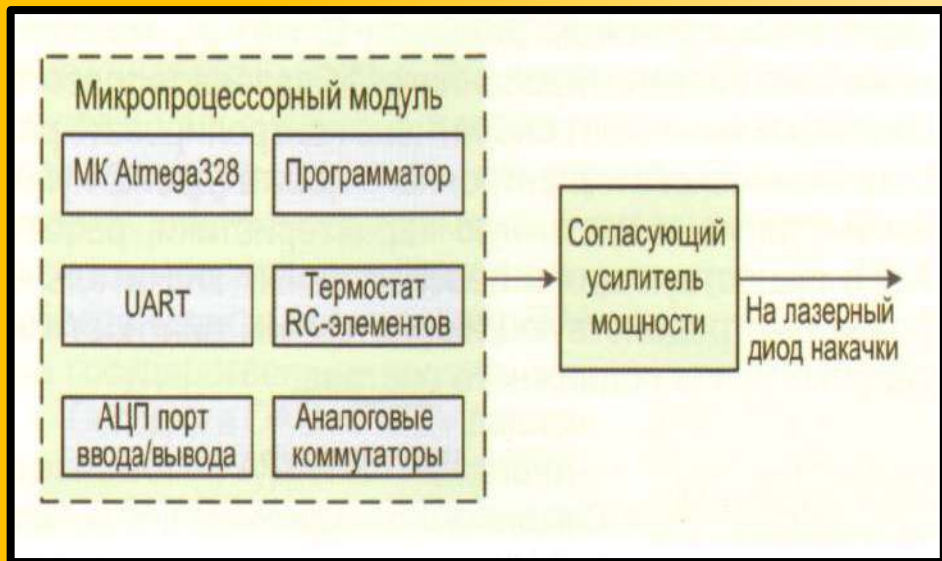 Микропроцессорный модуль
МК Atmega328
Программатор
UART
Термостат
RC-элементов
АЦП порт
ввода/вывода
Аналоговые
коммутаторы
Согласующий
усилитель
мощности
На лазерный
диод накачки